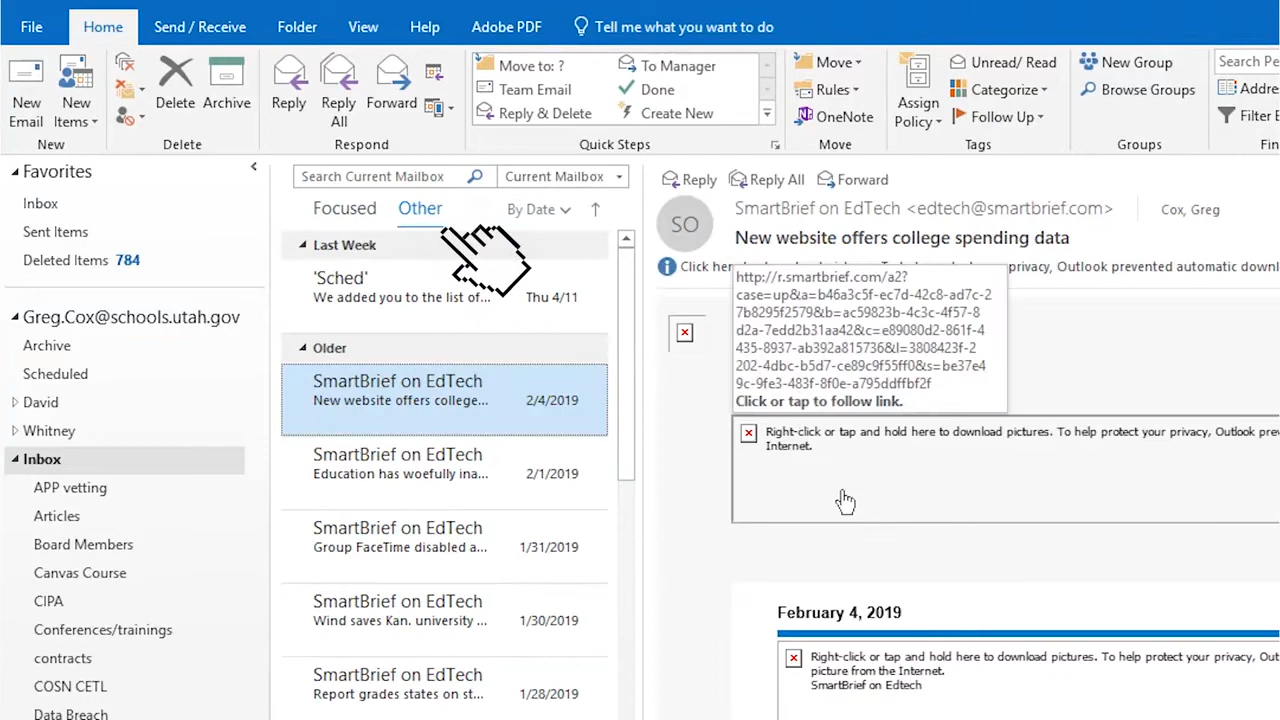 File Home Send / Receive Folder View Help Adobe PDF Tell me what you want to do
New Email
New Items
New
Delete
Archive
Delete
Reply
Reply All
Forward
Respond
Move to: ?
Team Email
Reply & Delete
To Manager
Done
Create New
Quick Steps
Move
Rules
OneNote
Move
Assign Policy
Unread/ Read
Categorize
Follow Up
Tags
New Group
Browse Groups
Groups
Search Pe
Addre
Filter E
Fin
Favorites
Inbox
Sent Items
Deleted Items 784
Greg.Cox@schools.utah.gov
Archive
Scheduled
David
Whitney
Inbox
APP vetting
Articles
Board Members
Canvas Course
CIPA
Conferences/trainings
contracts
COSN CETL
Data Breach
Search Current Mailbox Current Mailbox
Focused Other By Date
Last Week
'Sched'
We added you to the list of... Thu 4/11
Older
SmartBrief on EdTech
New website offers college... 2/4/2019
SmartBrief on EdTech
Education has woefully ina... 2/1/2019
SmartBrief on EdTech
Group FaceTime disabled a... 1/31/2019
SmartBrief on EdTech
Wind saves Kan. university ... 1/30/2019
SmartBrief on EdTech
Report grades states on st... 1/28/2019
Reply Reply All Forward
SO
SmartBrief on EdTech <edtech@smartbrief.com> Cox, Greg
New website offers college spending data
Click her privacy, Outlook prevented automatic downl
http://r.smartbrief.com/a2?
case=up&a=b46a3c5f-ec7d-42c8-ad7c-2
7b8295f2579&b=ac59823b-4c3c-4f57-8
d2a-7edd2b31aa42&c=e89080d2-861f-4
435-8937-ab392a815736&l=3808423f-2
202-4dbc-b5d7-ce89c9f55ff0&s=be37e4
9c-9fe3-483f-8f0e-a795ddffbf2f
Click or tap to follow link.
Right-click or tap and hold here to download pictures. To help protect your privacy, Outlook prev
Internet.
February 4, 2019
Right-click or tap and hold here to download pictures. To help protect your privacy, Out
picture from the Internet.
SmartBrief on Edtech